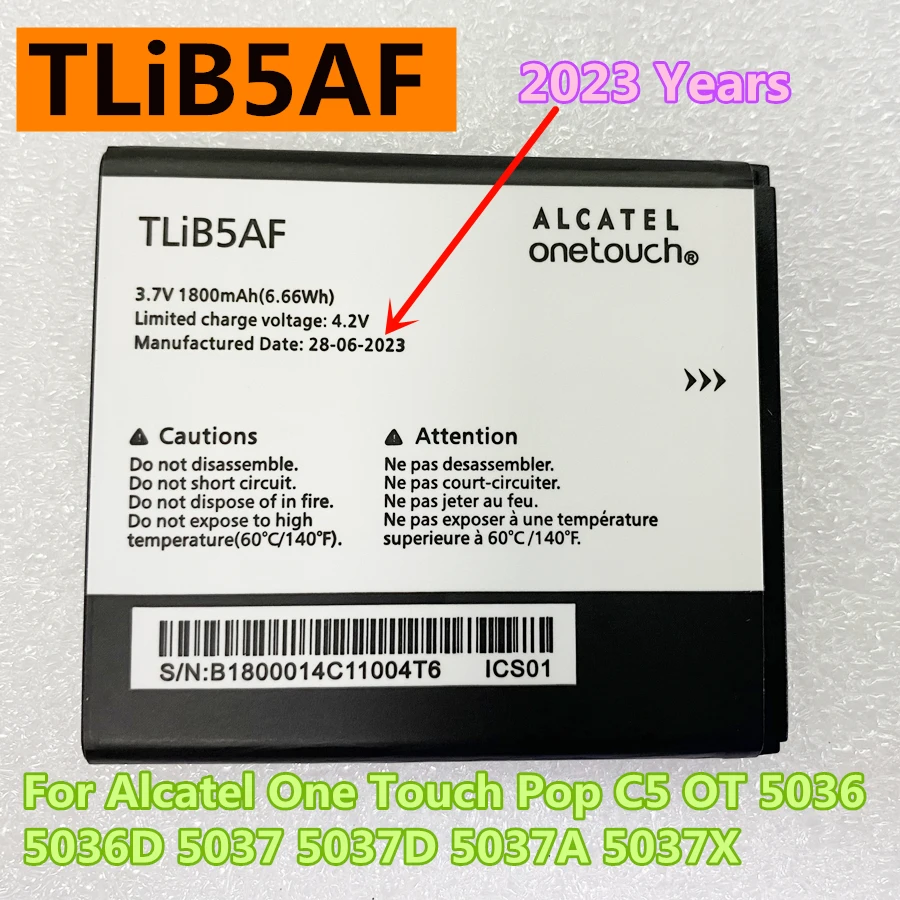 TLiB5AF
2023 Years
TLiB5AF
ALCATEL
onetouch®
3.7V 1800mAh(6.66Wh)
Limited charge voltage: 4.2V
Manufactured Date: 28-06-2023
Cautions
Do not disassemble.
Do not short circuit.
Do not dispose of in fire.
Do not expose to high
temperature(60°C/140°F).
Attention
Ne pas desassembler.
Ne pas court-circuiter.
Ne pas jeter au feu.
Ne pas exposer à une température
superieure à 60°C /140°F.
S/N:B1800014C11004T6 ICS01
For Alcatel One Touch Pop C5 OT 5036
5036D 5037 5037D 5037A 5037X